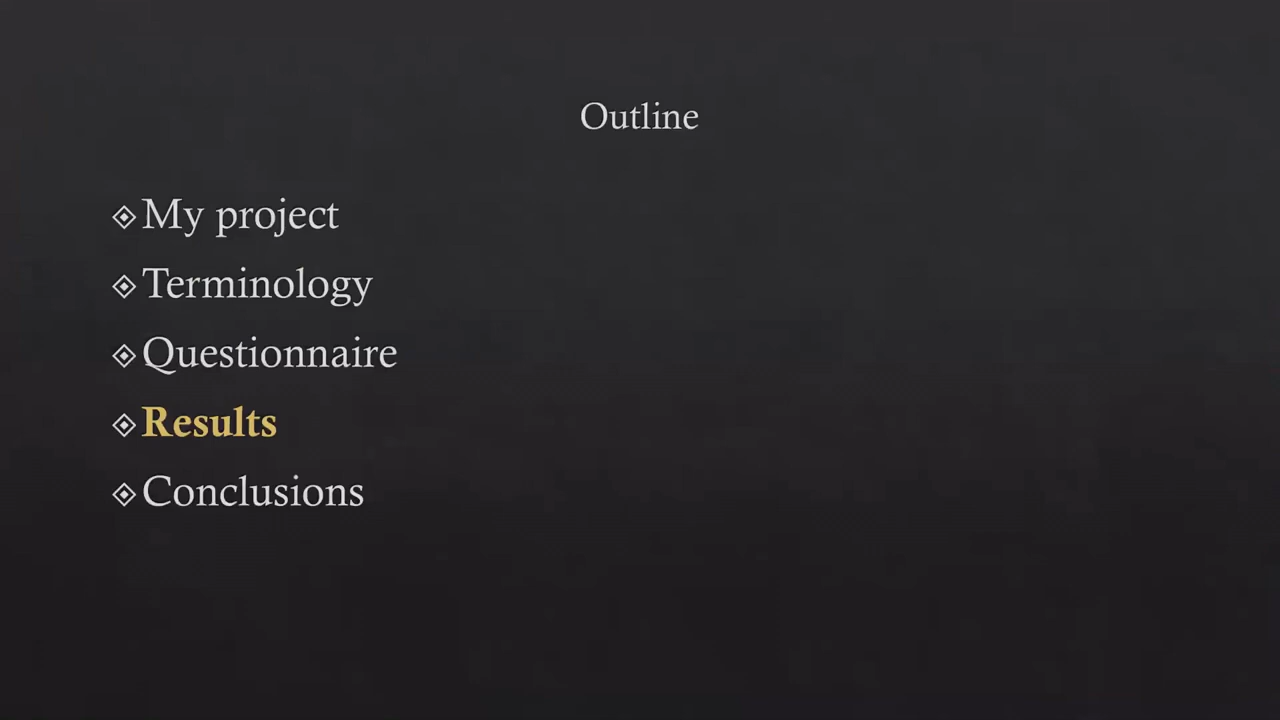 Outline
My project
Terminology
Questionnaire
Results
Conclusions